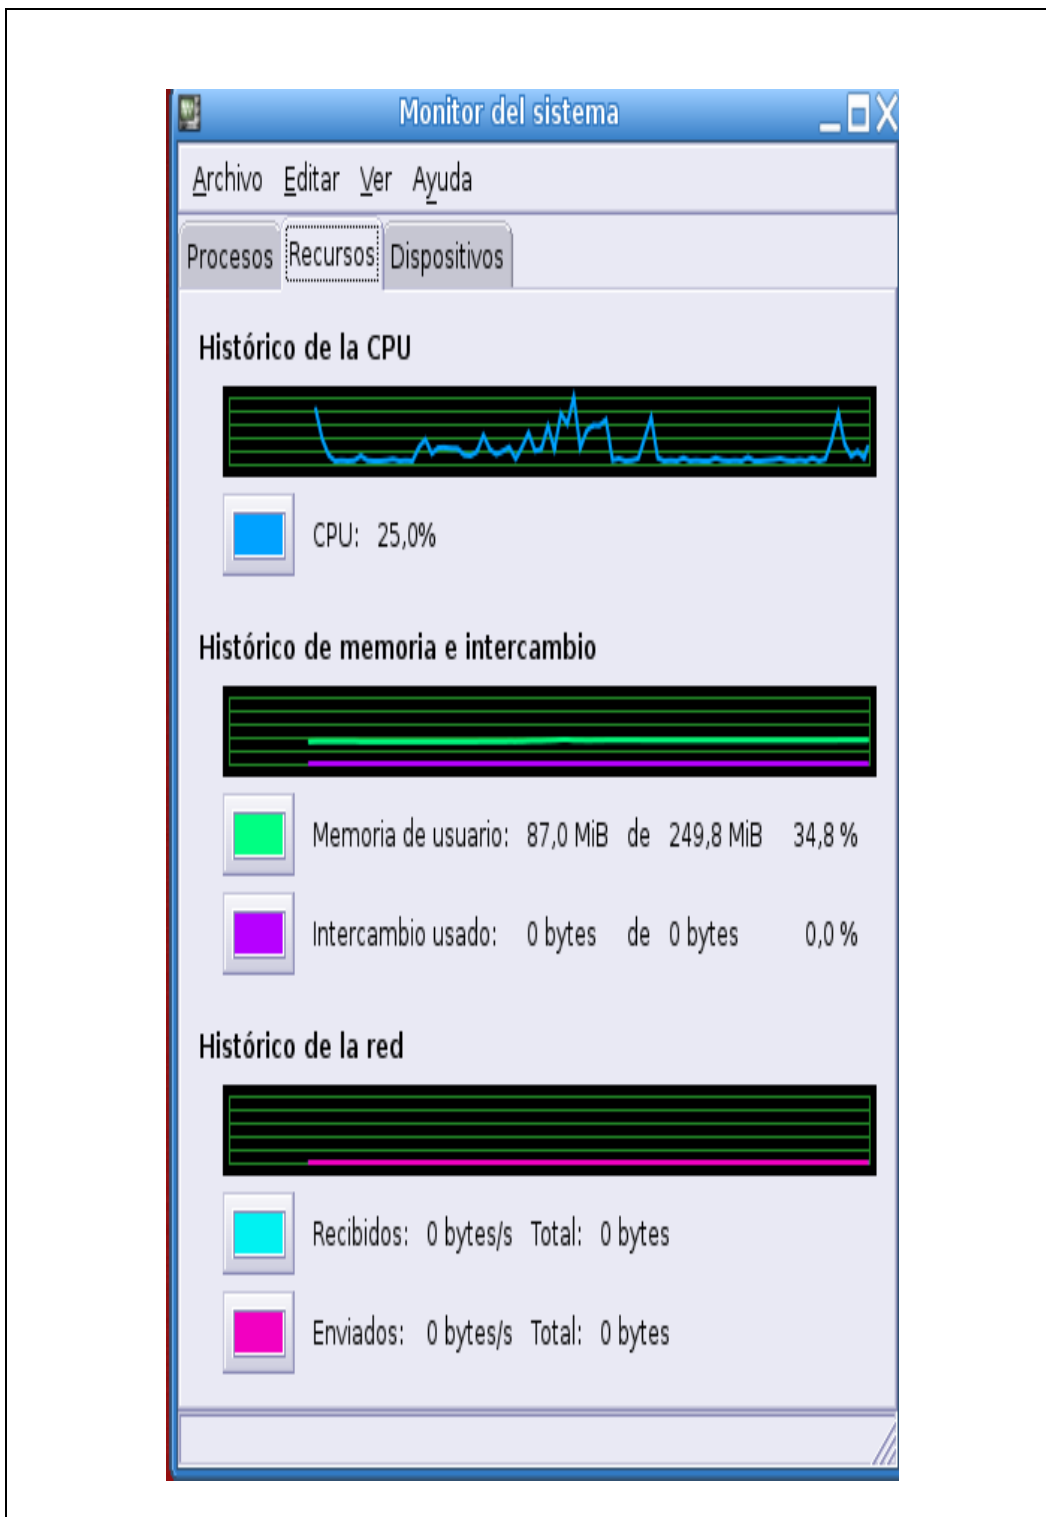 Monitor del sistema
Archivo Editar Ver Ayuda
Procesos Recursos Dispositivos
Histórico de la CPU
CPU: 25,0%
Histórico de memoria e intercambio
Memoria de usuario: 87,0 MiB de 249,8 MiB 34,8 %
Intercambio usado: 0 bytes de 0 bytes 0,0 %
Histórico de la red
Recibidos: 0 bytes/s Total: 0 bytes
Enviados: 0 bytes/s Total: 0 bytes